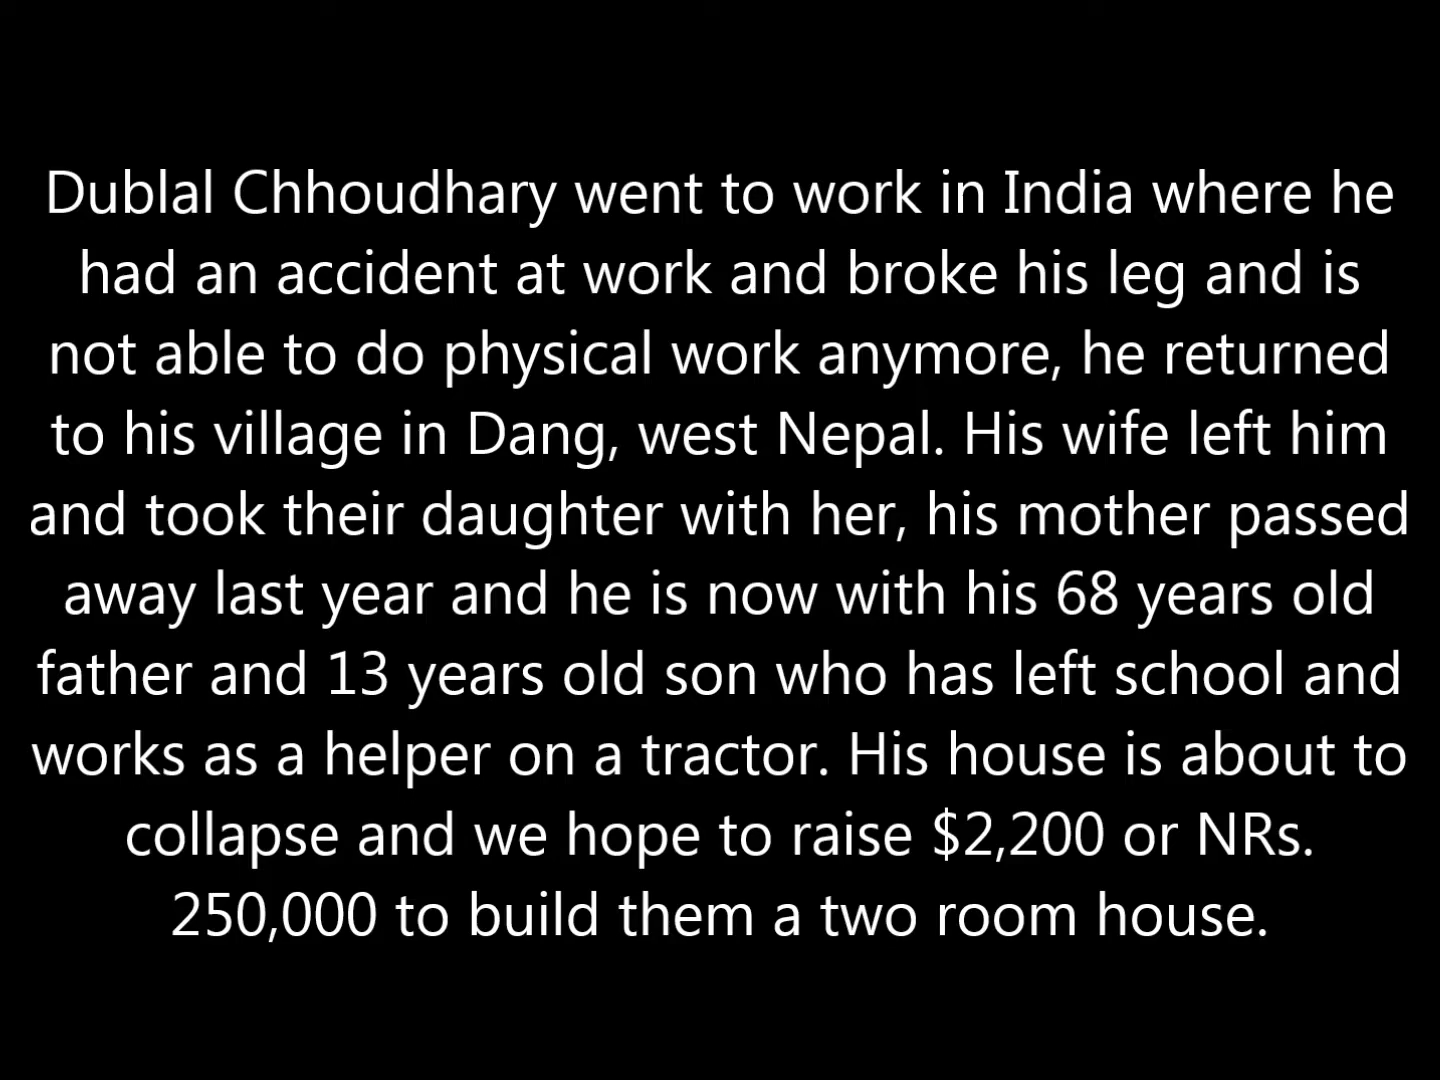 Dublal Chhoudhary went to work in India where he
had an accident at work and broke his leg and is
not able to do physical work anymore, he returned
to his village in Dang, west Nepal. His wife left him
and took their daughter with her, his mother passed
away last year and he is now with his 68 years old
father and 13 years old son who has left school and
works as a helper on a tractor. His house is about to
collapse and we hope to raise $2,200 or NRs.
250,000 to build them a two room house.